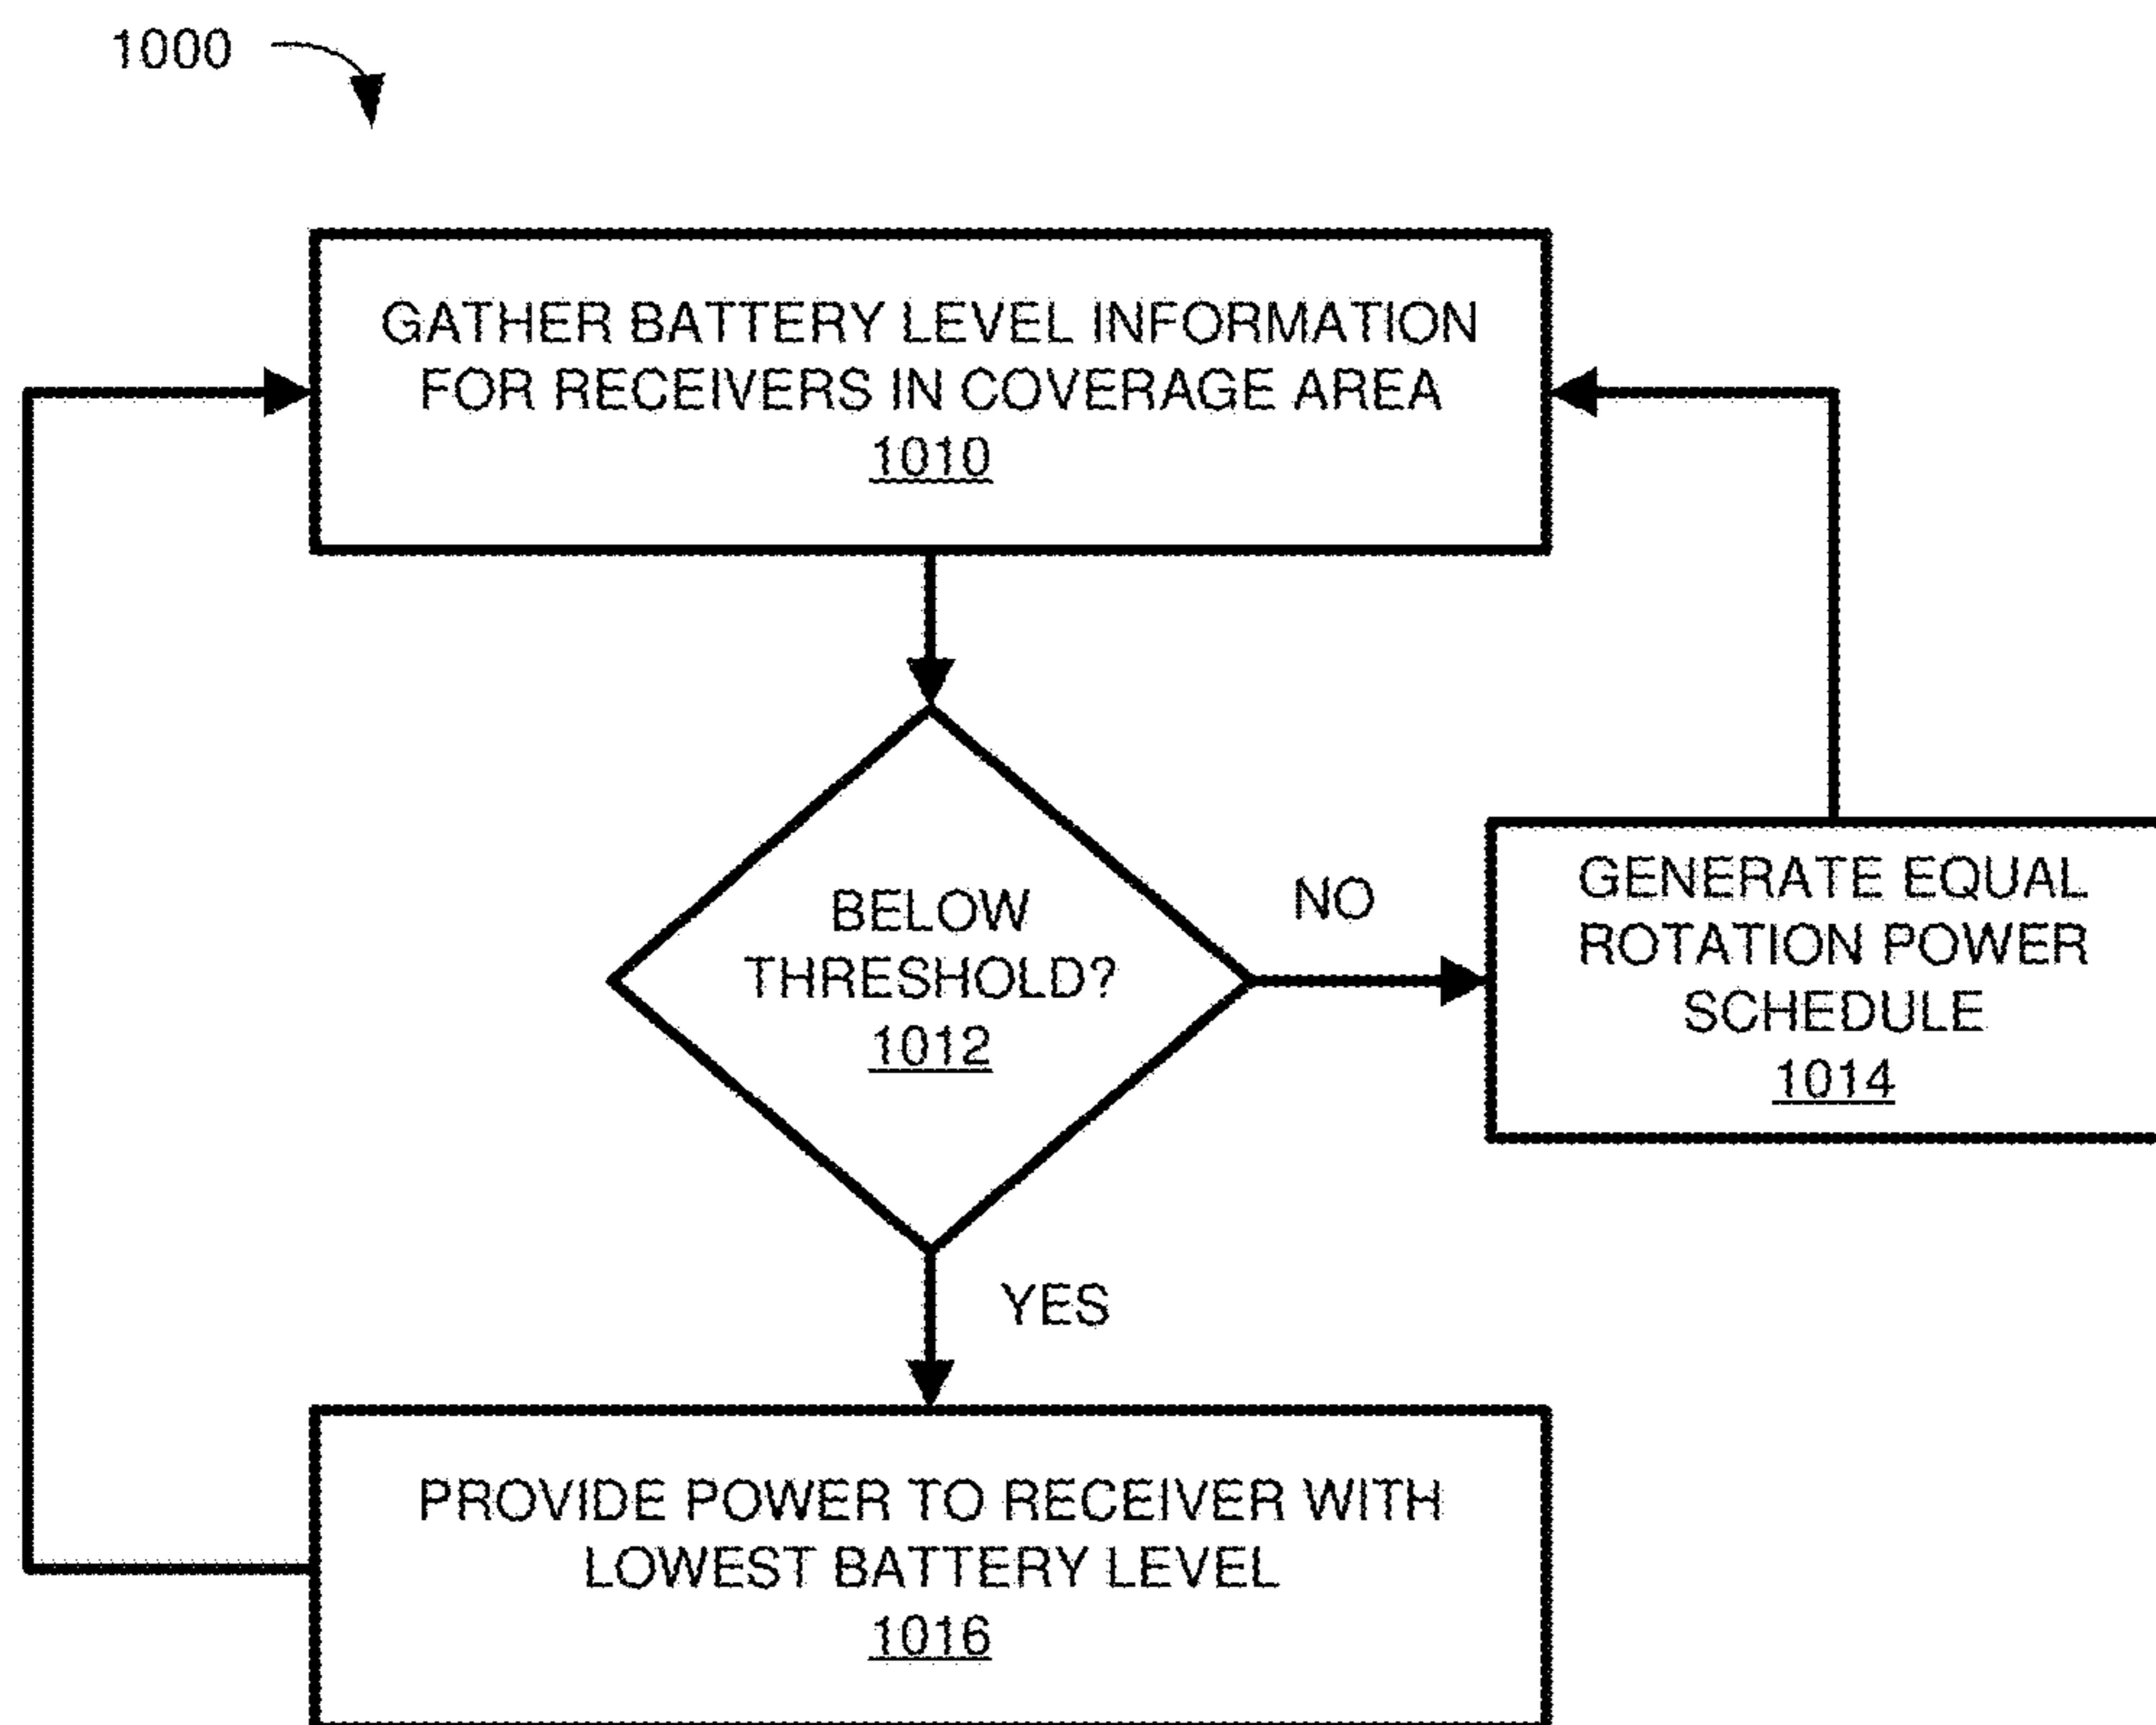 1000
GATHER BATTERY LEVEL INFORMATION
FOR RECEIVERS IN COVERAGE AREA
1010
BELOW
THRESHOLD?
1012
NO
GENERATE EQUAL
ROTATION POWER
SCHEDULE
1014
YES
PROVIDE POWER TO RECEIVER WITH
LOWEST BATTERY LEVEL
1016